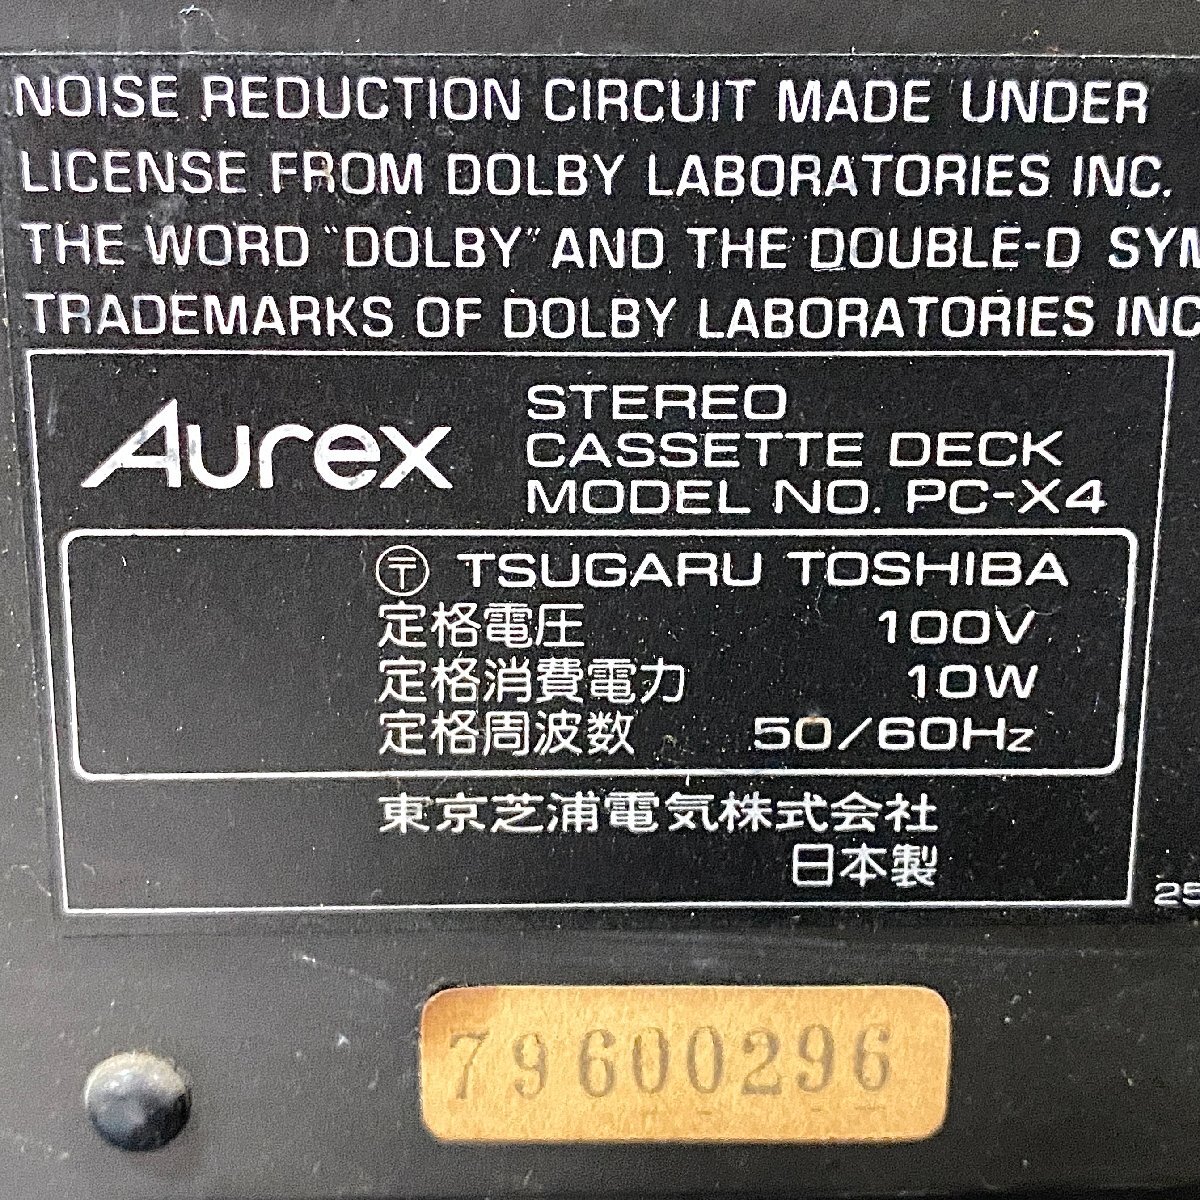 NOISE REDUCTION CIRCUIT MADE UNDER
LICENSE FROM DOLBY LABORATORIES INC.
THE WORD "DOLBY" AND THE DOUBLE-D
TRADEMARKS OF DOLBY LABORATORIES INC
Aurex
STEREO
CASSETTE DECK
MODEL NO. PC-X4
〒 TSUGARU TOSHIBA
定格電圧 100V
定格消費電力 10W
定格周波数 50/60Hz
東京芝浦電気株式会社
日本製
79600296